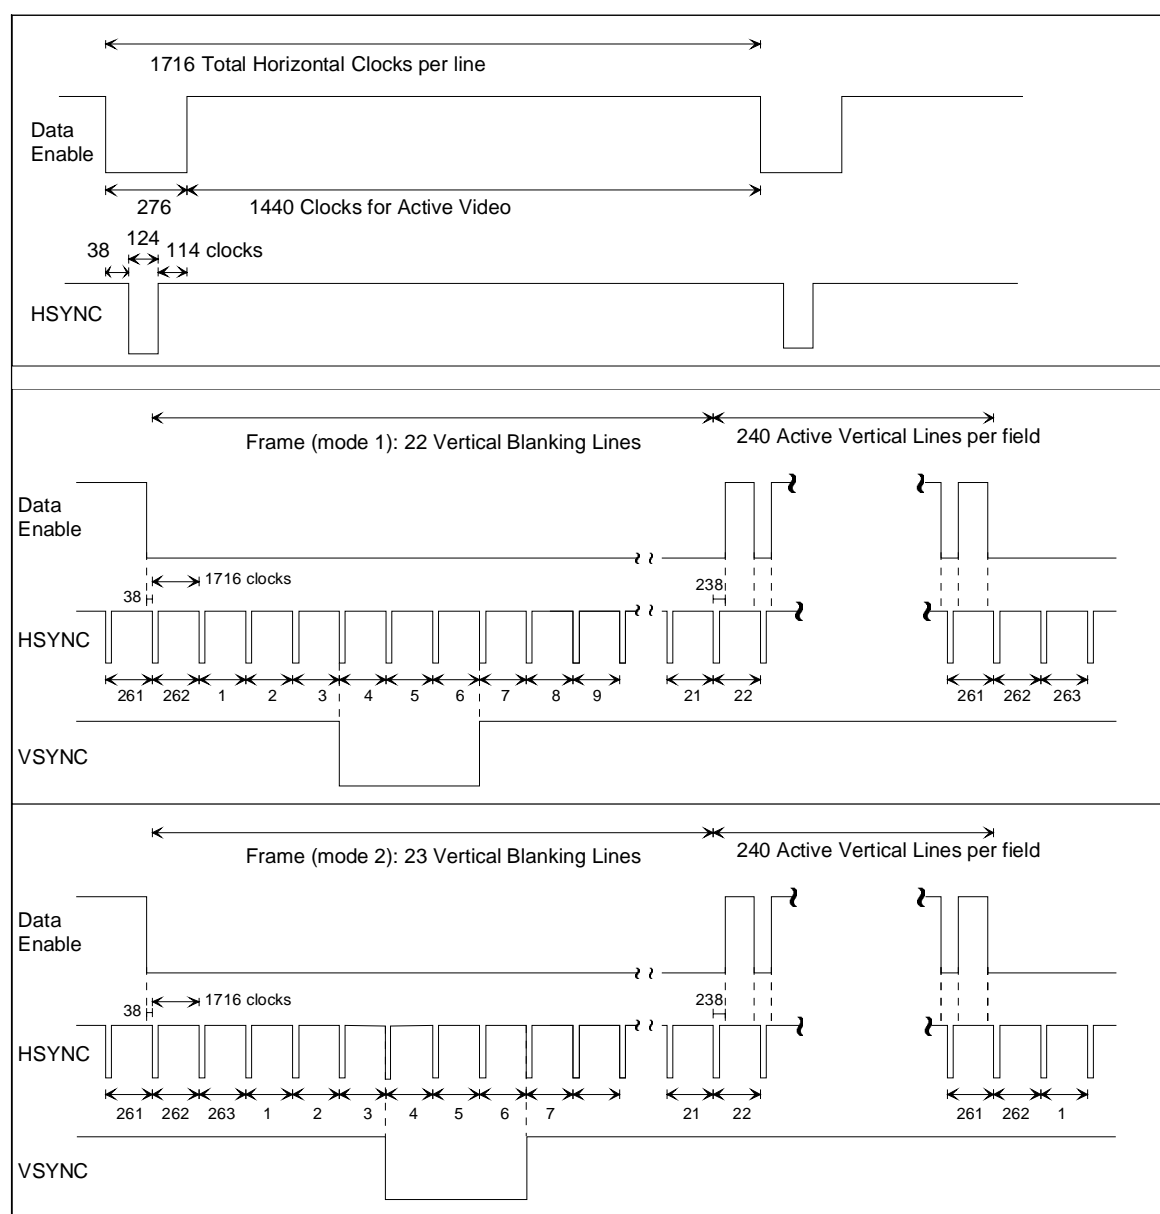 1716 Total Horizontal Clocks per line
Data
Enable
276
1440 Clocks for Active Video
124
38
114 clocks
HSYNC
Frame (mode 1): 22 Vertical Blanking Lines
240 Active Vertical Lines per field
Data
Enable
1716 clocks
38
238
HSYNC
261 262 1 2 3 4 5 6 7 8 9 21 22 261 262 263
VSYNC
Frame (mode 2): 23 Vertical Blanking Lines
240 Active Vertical Lines per field
Data
Enable
1716 clocks
38
238
HSYNC
261 262 263 1 2 3 4 5 6 7 21 22 261 262 1
VSYNC